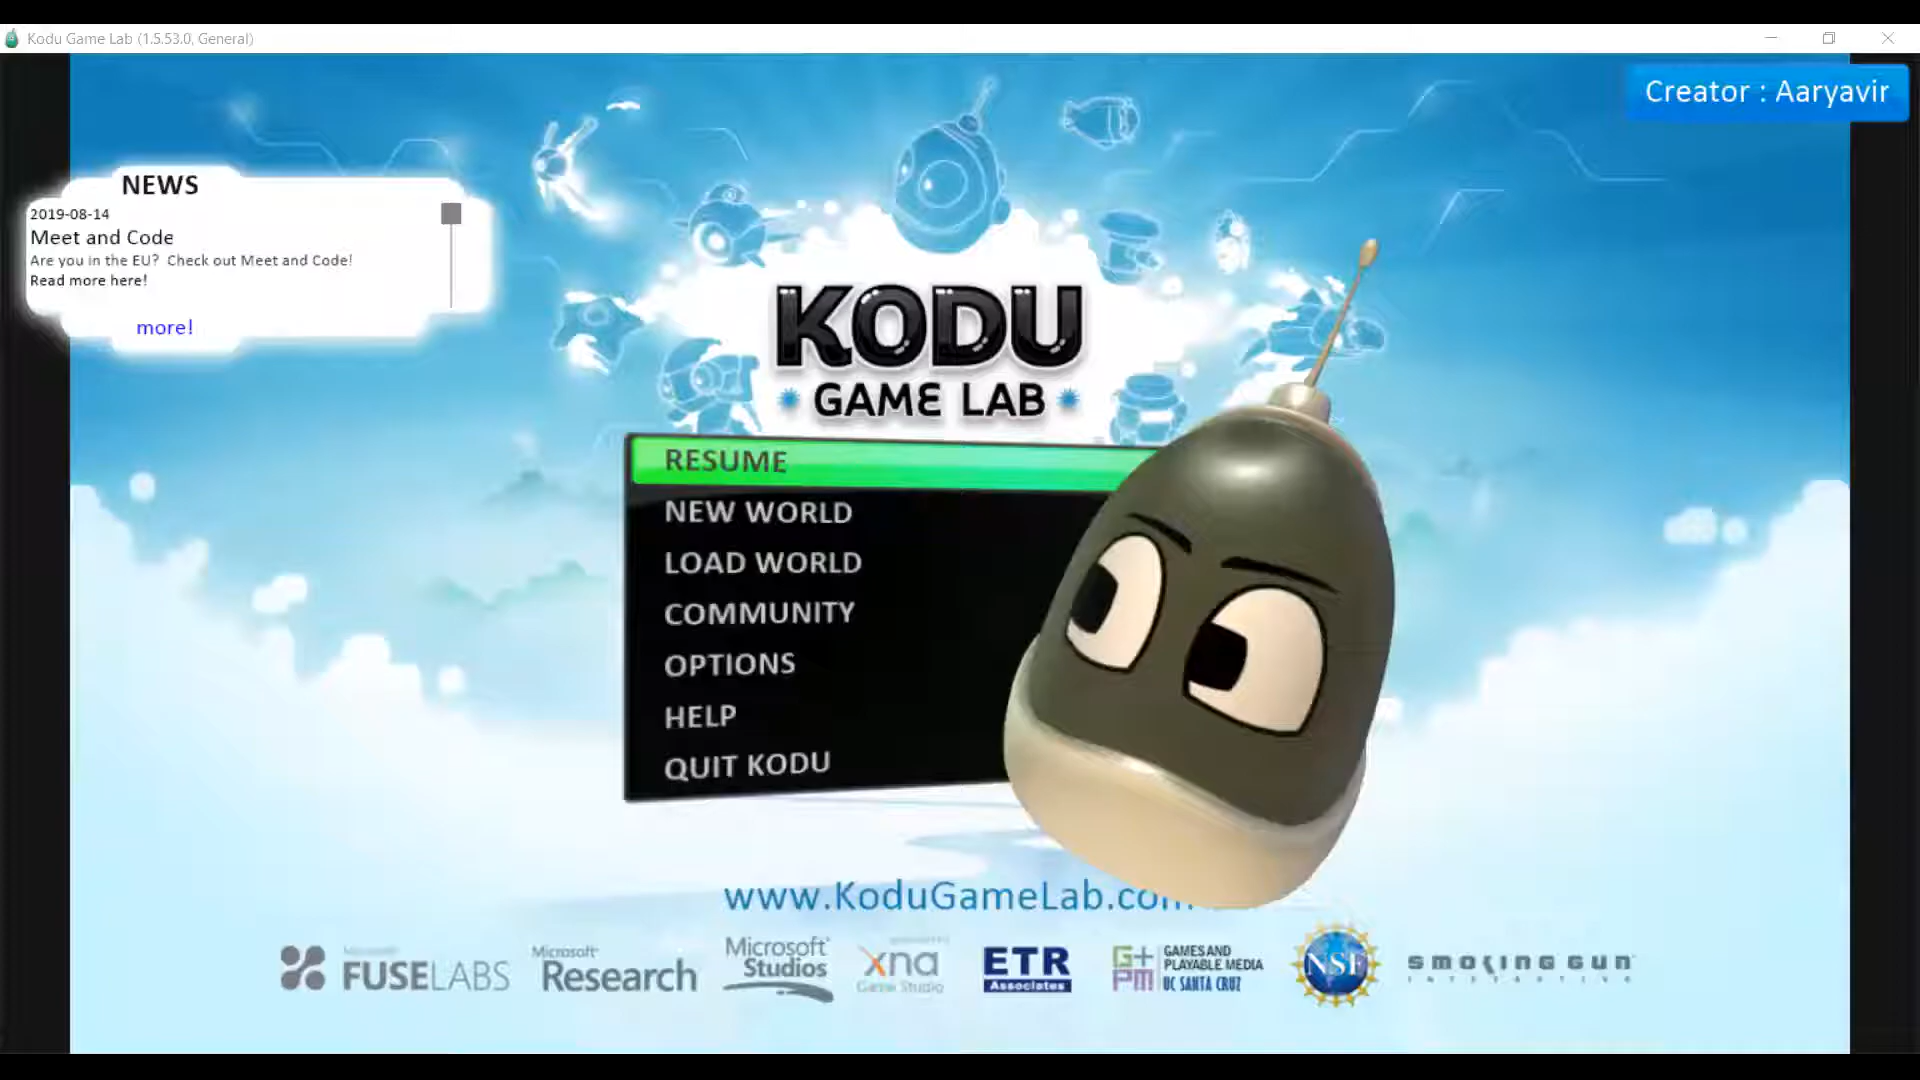 Kodu Game Lab (1.5.53.0, General)
Creator : Aaryavir
NEWS
2019-08-14
Meet and Code
Are you in the EU? Check out Meet and Code!
Read more here!
more!
KODU
GAME LAB
RESUME
NEW WORLD
LOAD WORLD
COMMUNITY
OPTIONS
HELP
QUIT KODU
www.KoduGameLab.com
Microsoft
FUSELABS
Microsoft
Research
Microsoft
Studios
xna
Game Studio
ETR
Associates
G+
PM
GAMES AND
PLAYABLE MEDIA
UC SANTA CRUZ
NSF
smoking gun
INTERACTIVE